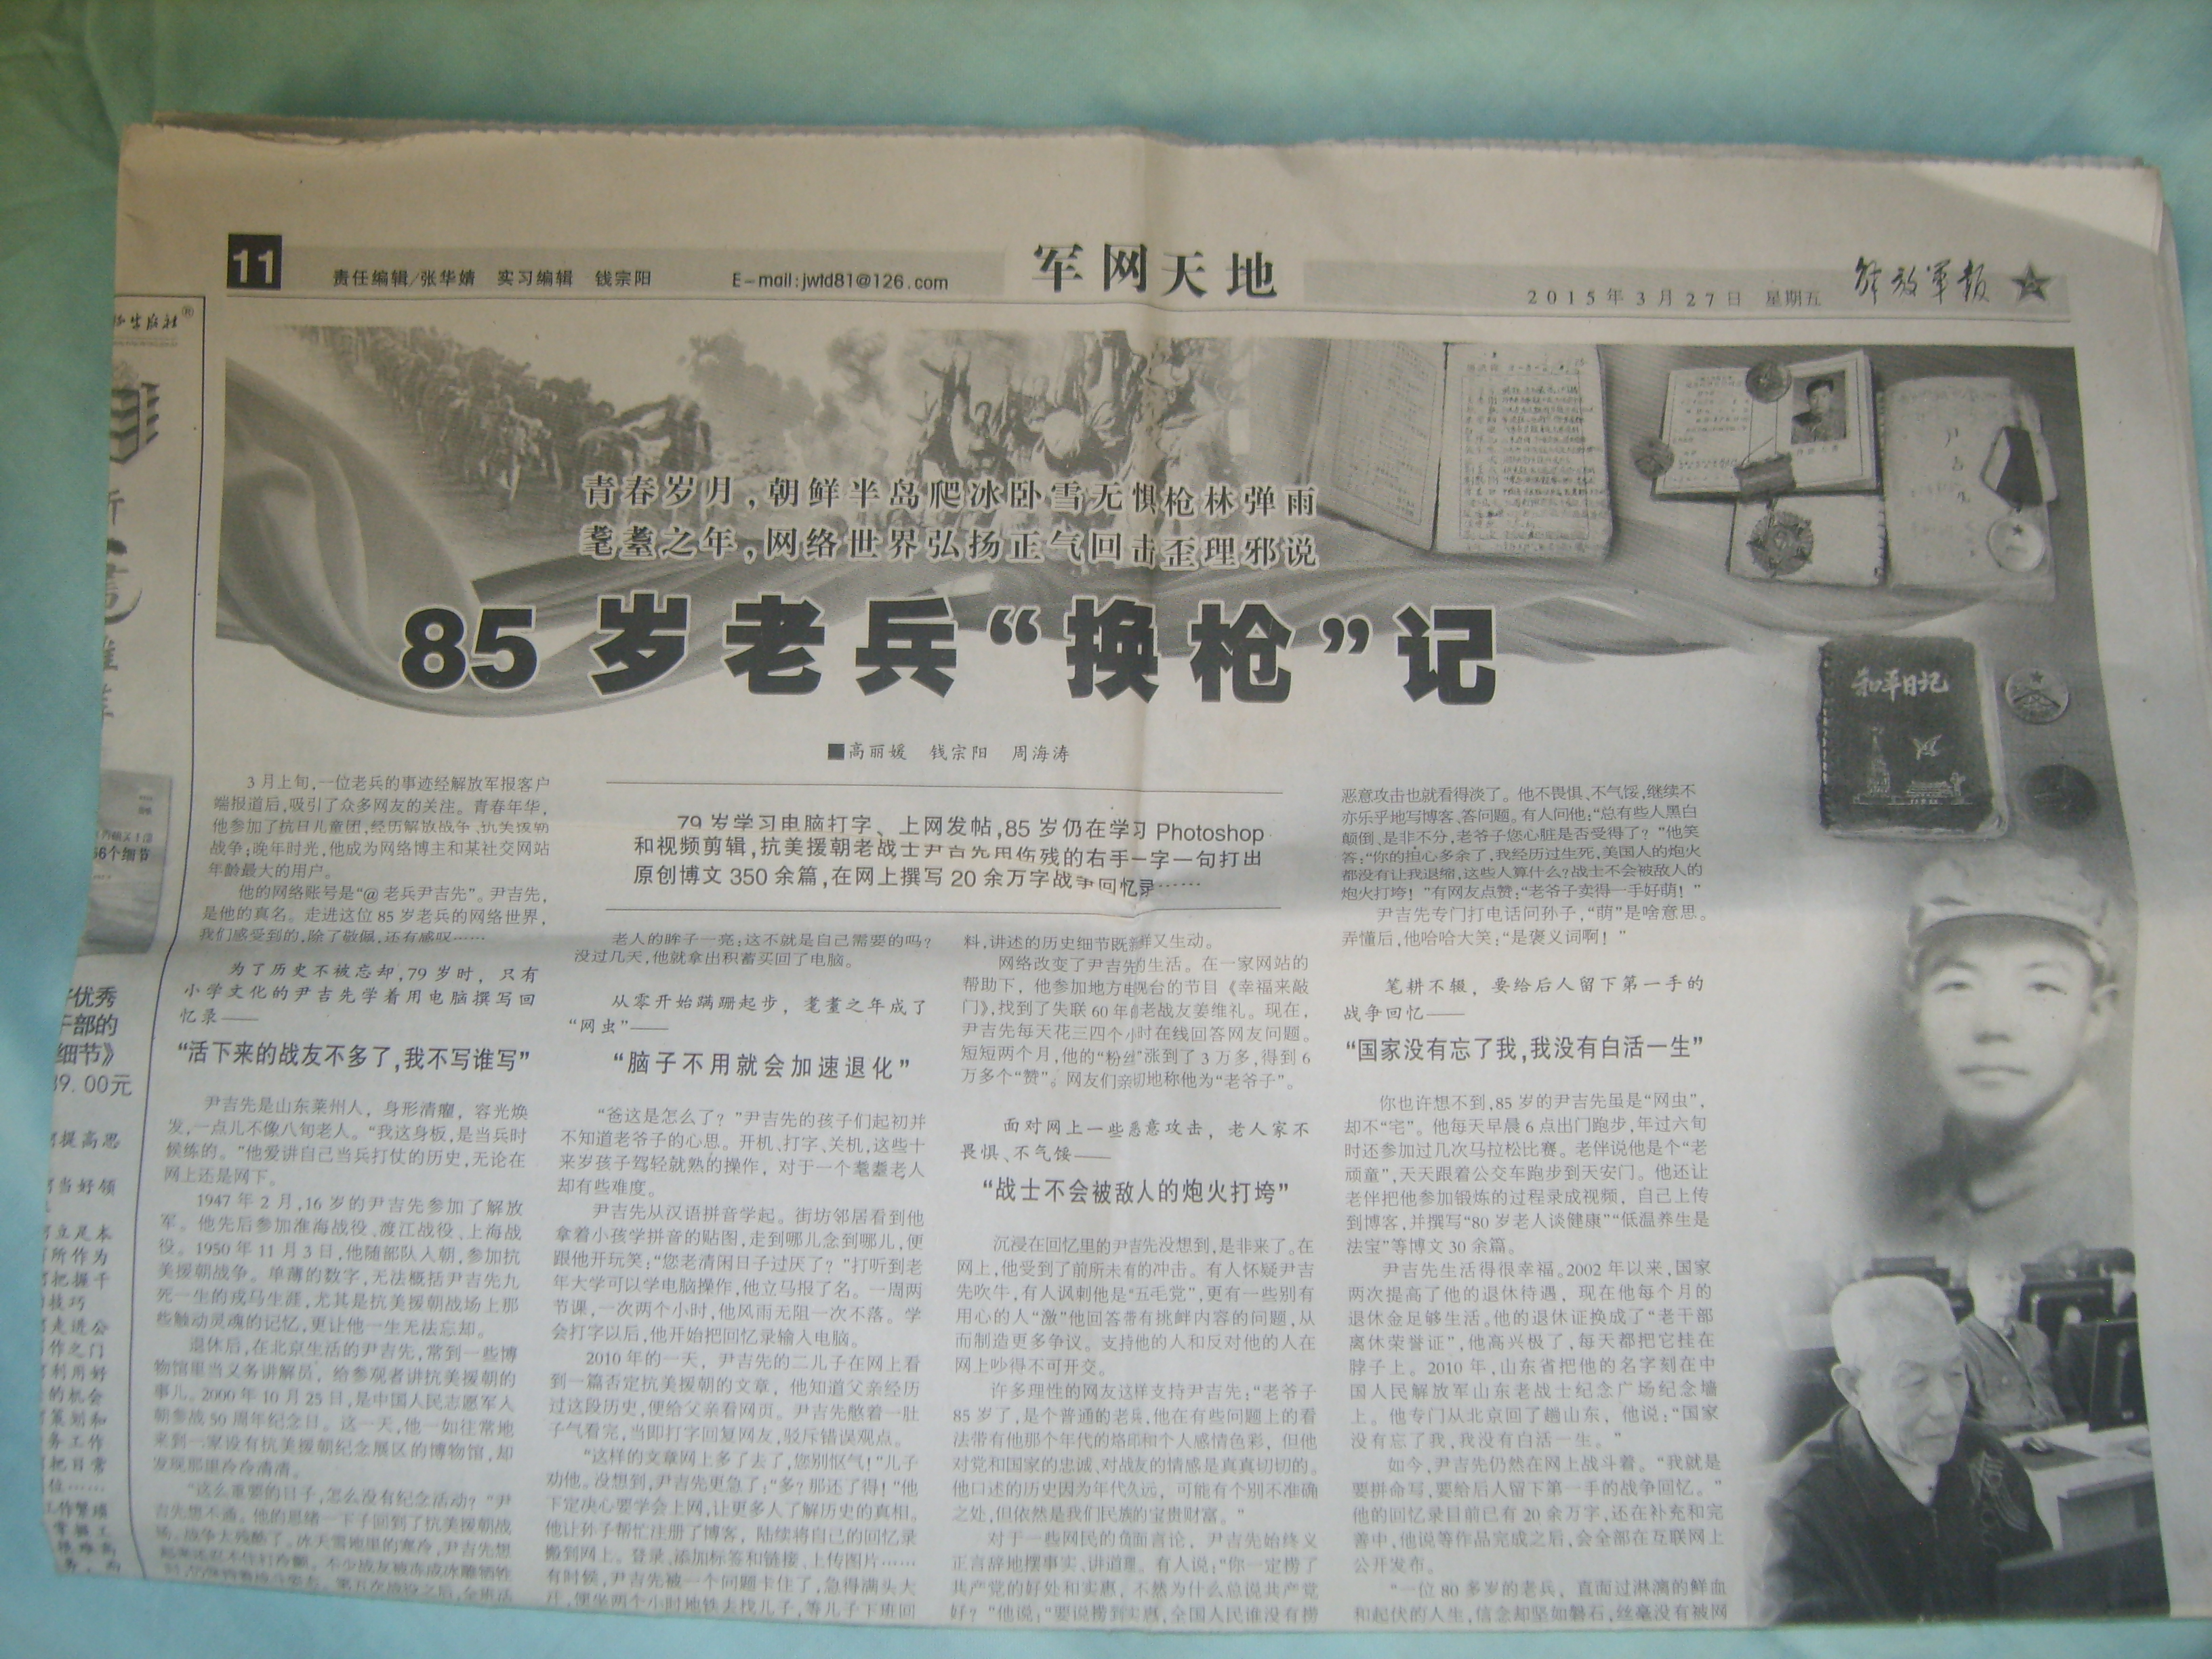 11
责任编辑/张华婧 实习编辑 钱宗阳
E-mail:jwtd81@126.com
军网天地
2015年3月27日 星期五
解放军报
青春岁月,朝鲜半岛爬冰卧雪无惧枪林弹雨
耄耋之年,网络世界弘扬正气回击歪理邪说
85岁老兵“换枪”记
■高丽媛 钱宗阳 周海涛
3月上旬,一位老兵的事迹经解放军报客户
端报道后,吸引了众多网友的关注。青春年华,
他参加了抗日儿童团,经历解放战争、抗美援朝
战争;晚年时光,他成为网络博主和某社交网站
年龄最大的用户。
他的网络账号是“@老兵尹吉先”。尹吉先,
是他的真名。走进这位85岁老兵的网络世界,
我们感受到的,除了敬佩,还有感叹……
为了历史不被忘却,79岁时,只有
小学文化的尹吉先学着用电脑撰写回
忆录——
“活下来的战友不多了,我不写谁写”
尹吉先是山东莱州人,身形清癯,容光焕
发,一点儿不像八旬老人。“我这身板,是当兵时
候练的。”他爱讲自己当兵打仗的历史,无论在
网上还是网下。
1947年2月,16岁的尹吉先参加了解放
军。他先后参加淮海战役、渡江战役、上海战
役。1950年11月3日,他随部队入朝,参加抗
美援朝战争。单薄的数字,无法概括尹吉先九
死一生的戎马生涯,尤其是抗美援朝战场上那
些触动灵魂的记忆,更让他一生无法忘却。
退休后,在北京生活的尹吉先,常到一些博
物馆里当义务讲解员,给参观者讲抗美援朝的
事儿。2000年10月25日,是中国人民志愿军入
朝参战50周年纪念日。这一天,他一如往常地
来到一家设有抗美援朝纪念展区的博物馆,却
发现那里冷冷清清。
“这么重要的日子,怎么没有纪念活动?”尹
吉先想不通。他的思绪一下子回到了抗美援朝战
场。战争太残酷了。冰天雪地里的寒冷,尹吉先想
79岁学习电脑打字、上网发帖,85岁仍在学习Photoshop
和视频剪辑,抗美援朝老战士尹吉先用伤残的右手一字一句打出
原创博文350余篇,在网上撰写20余万字战争回忆录……
老人的眸子一亮:这不就是自己需要的吗?
没过几天,他就拿出积蓄买回了电脑。
从零开始蹒跚起步,耄耋之年成了
“网虫”——
“脑子不用就会加速退化”
“爸这是怎么了?”尹吉先的孩子们起初并
不知道老爷子的心思。开机、打字、关机,这些十
来岁孩子驾轻就熟的操作,对于一个耄耋老人
却有些难度。
尹吉先从汉语拼音学起。街坊邻居看到他
拿着小孩学拼音的贴图,走到哪儿念到哪儿,便
跟他开玩笑:“您老清闲日子过厌了?”打听到老
年大学可以学电脑操作,他立马报了名。一周两
节课,一次两个小时,他风雨无阻一次不落。学
会打字以后,他开始把回忆录输入电脑。
2010年的一天,尹吉先的二儿子在网上看
到一篇否定抗美援朝的文章,他知道父亲经历
过这段历史,便给父亲看网页。尹吉先憋着一肚
子气看完,当即打字回复网友,驳斥错误观点。
“这样的文章网上多了去了,您别怄气!”儿子
劝他。没想到,尹吉先更急了:“多?那还了得!”他
下定决心要学会上网,让更多人了解历史的真相。
他让孙子帮忙注册了博客,陆续将自己的回忆录
搬到网上。登录、添加标签和链接、上传图片……
有时候,尹吉先被一个问题卡住了,急得满头大
汗,便坐两个小时地铁去找儿子,等儿子下班回
料,讲述的历史细节既新鲜又生动。
网络改变了尹吉先的生活。在一家网站的
帮助下,他参加地方电视台的节目《幸福来敲
门》,找到了失联60年的老战友姜维礼。现在,
尹吉先每天花三四个小时在线回答网友问题。
短短两个月,他的“粉丝”涨到了3万多,得到6
万多个“赞”。网友们亲切地称他为“老爷子”。
面对网上一些恶意攻击,老人家不
畏惧、不气馁——
“战士不会被敌人的炮火打垮”
沉浸在回忆里的尹吉先没想到,是非来了。在
网上,他受到了前所未有的冲击。有人怀疑尹吉
先吹牛,有人讽刺他是“五毛党”,更有一些别有
用心的人“激”他回答带有挑衅内容的问题,从
而制造更多争议。支持他的人和反对他的人在
网上吵得不可开交。
许多理性的网友这样支持尹吉先:“老爷子
85岁了,是个普通的老兵,他在有些问题上的看
法带有他那个年代的烙印和个人感情色彩,但他
对党和国家的忠诚、对战友的情感是真真切切的。
他口述的历史因为年代久远,可能有个别不准确
之处,但依然是我们民族的宝贵财富。”
对于一些网民的负面言论,尹吉先始终义
正言辞地摆事实、讲道理。有人说:“你一定捞了
共产党的好处和实惠,不然为什么总说共产党
好?”他说:“要说捞到实惠,全国人民谁没有捞
恶意攻击也就看得淡了。他不畏惧、不气馁,继续不
亦乐乎地写博客、答问题。有人问他:“总有些人黑白
颠倒、是非不分,老爷子您心脏是否受得了?”他笑
答:“你的担心多余了,我经历过生死,美国人的炮火
都没有让我退缩,这些人算什么?战士不会被敌人的
炮火打垮!”有网友点赞:“老爷子卖得一手好萌!”
尹吉先专门打电话问孙子,“萌”是啥意思。
弄懂后,他哈哈大笑:“是褒义词啊!”
笔耕不辍,要给后人留下第一手的
战争回忆——
“国家没有忘了我,我没有白活一生”
你也许想不到,85岁的尹吉先虽是“网虫”,
却不“宅”。他每天早晨6点出门跑步,年过六旬
时还参加过几次马拉松比赛。老伴说他是个“老
顽童”,天天跟着公交车跑步到天安门。他还让
老伴把他参加锻炼的过程录成视频,自己上传
到博客,并撰写“80岁老人谈健康”“低温养生是
法宝”等博文30余篇。
尹吉先生活得很幸福。2002年以来,国家
两次提高了他的退休待遇,现在他每个月的
退休金足够生活。他的退休证换成了“老干部
离休荣誉证”,他高兴极了,每天都把它挂在
脖子上。2010年,山东省把他的名字刻在中
国人民解放军山东老战士纪念广场纪念墙
上。他专门从北京回了趟山东,他说:“国家
没有忘了我,我没有白活一生。”
如今,尹吉先仍然在网上战斗着。“我就是
要拼命写,要给后人留下第一手的战争回忆。”
他的回忆录目前已有20余万字,还在补充和完
善中,他说等作品完成之后,会全部在互联网上
公开发布。
“一位80多岁的老兵,直面过淋漓的鲜血
和起伏的人生,信念却坚如磐石,丝毫没有被网
和平日记
出版社®
66个细节
优秀
干部的
细节》
39.00元
提高思
当好领
立足本
所作为
把握干
技巧
走进公
作之门
利用好
的机会
策划和
务工作
把日常
位……
工作繁琐